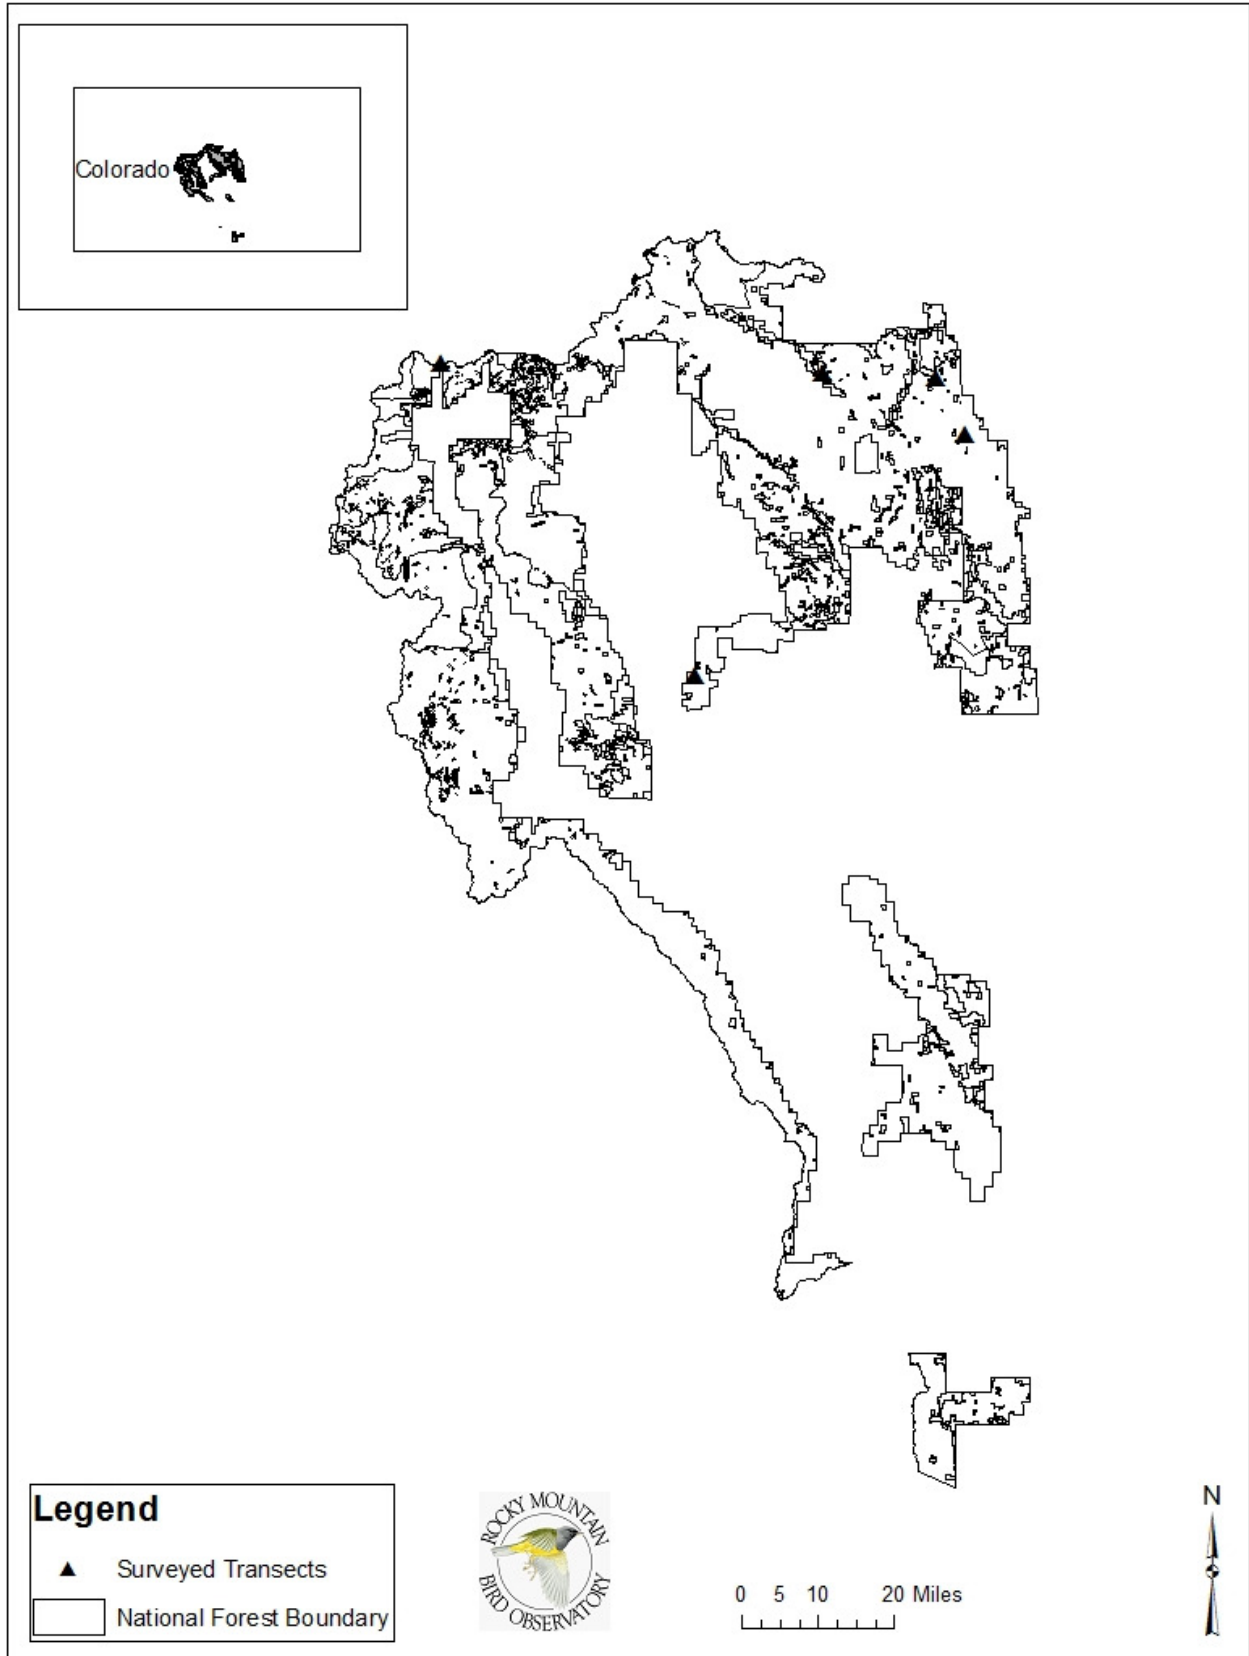 Colorado
Legend
Surveyed Transects
National Forest Boundary
ROCKY MOUNTAIN
BIRD OBSERVATORY
0 5 10 20 Miles
N